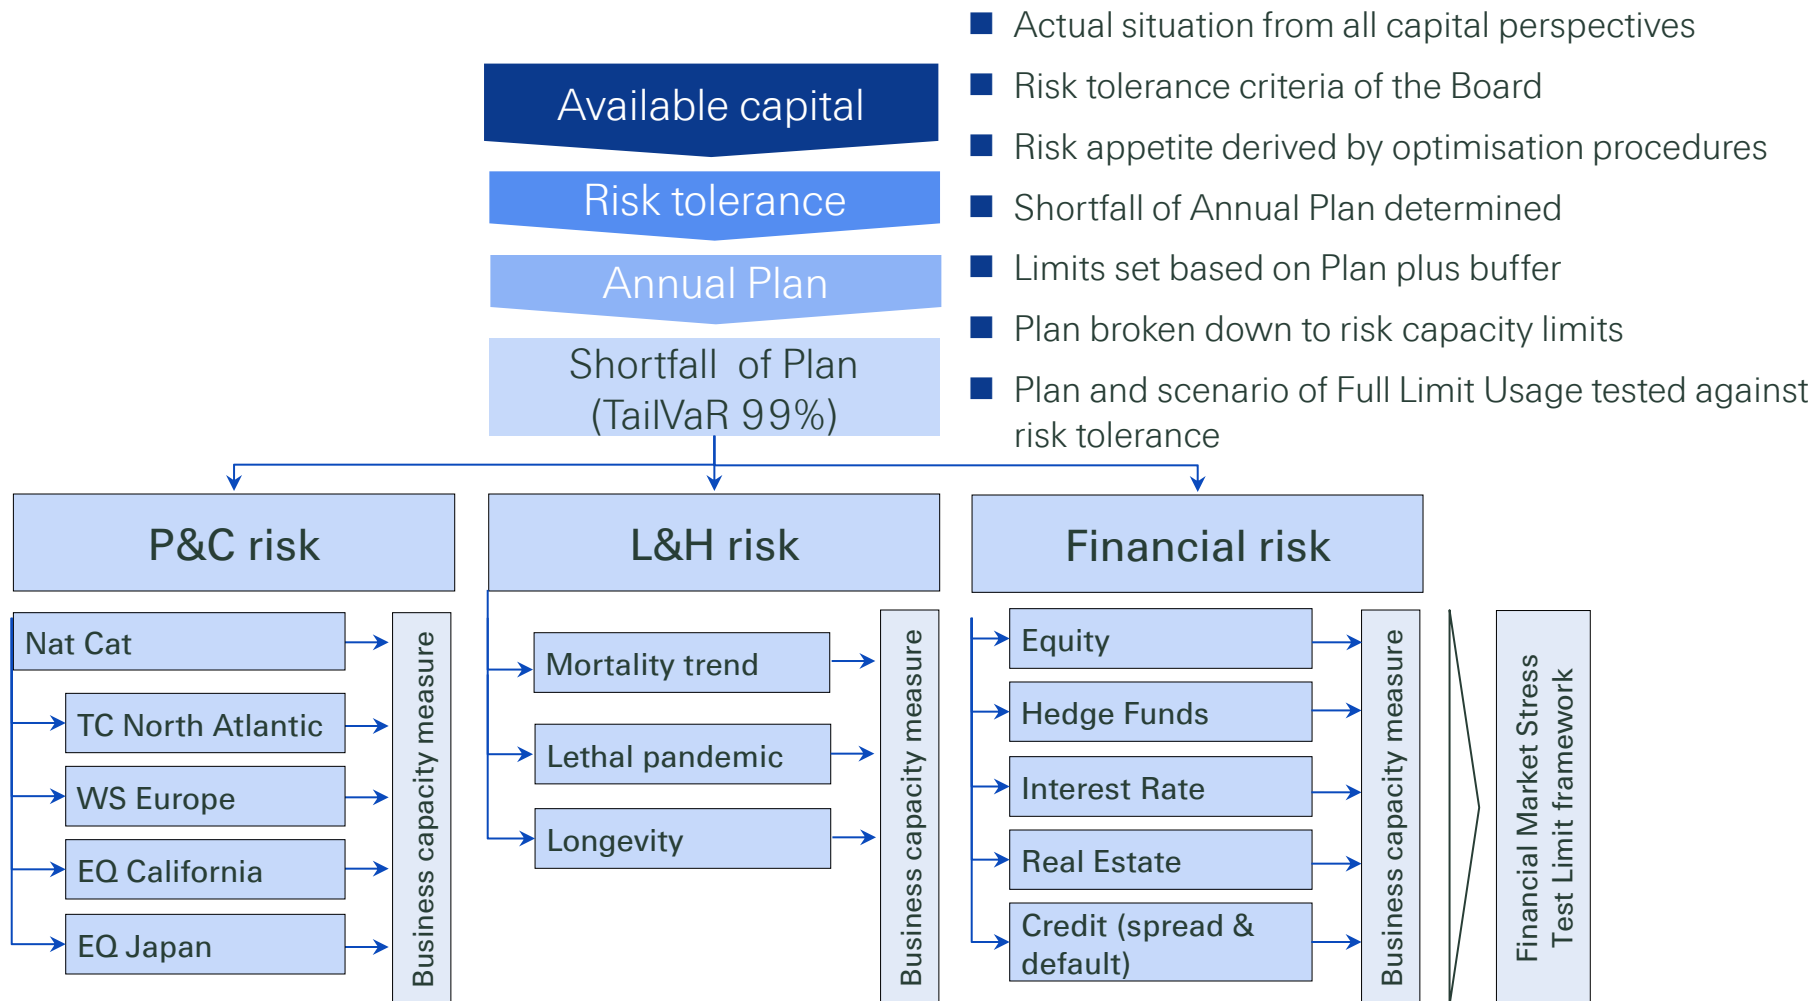 Actual situation from all capital perspectives
Risk tolerance criteria of the Board
Risk appetite derived by optimisation procedures
Shortfall of Annual Plan determined
Limits set based on Plan plus buffer
Plan broken down to risk capacity limits
Plan and scenario of Full Limit Usage tested against
risk tolerance
Available capital
Risk tolerance
Annual Plan
Shortfall of Plan
(TailVaR 99%)
P&C risk
Nat Cat
TC North Atlantic
WS Europe
EQ California
EQ Japan
Business capacity measure
L&H risk
Mortality trend
Lethal pandemic
Longevity
Business capacity measure
Financial risk
Equity
Hedge Funds
Interest Rate
Real Estate
Credit (spread &
default)
Business capacity measure
Financial Market Stress
Test Limit framework